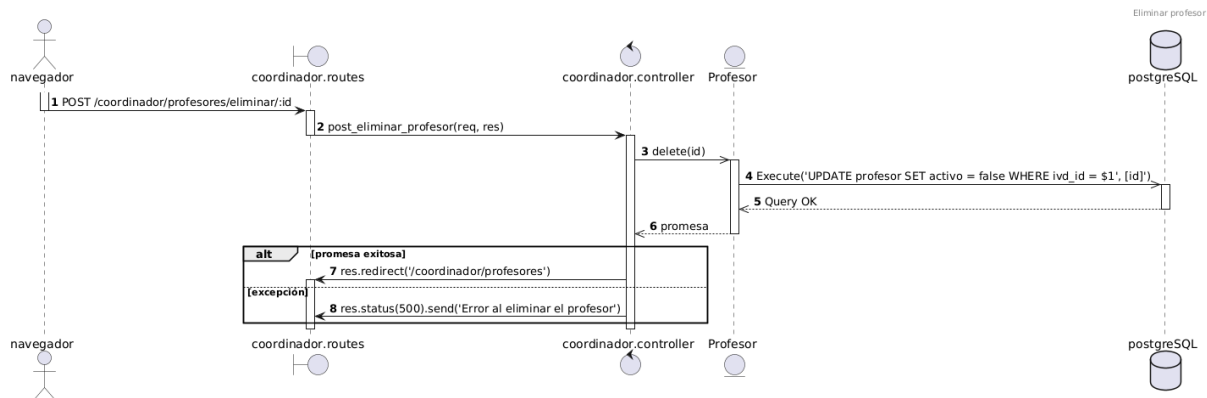 Eliminar profesor
navegador
coordinador.routes
coordinador.controller
Profesor
postgreSQL
1 POST /coordinador/profesores/eliminar/:id
2 post_eliminar_profesor(req, res)
3 delete(id)
4 Execute('UPDATE profesor SET activo = false WHERE ivd_id = $1', [id]')
5 Query OK
6 promesa
alt [promesa exitosa]
7 res.redirect('/coordinador/profesores')
[excepción]
8 res.status(500).send('Error al eliminar el profesor')
navegador
coordinador.routes
coordinador.controller
Profesor
postgreSQL